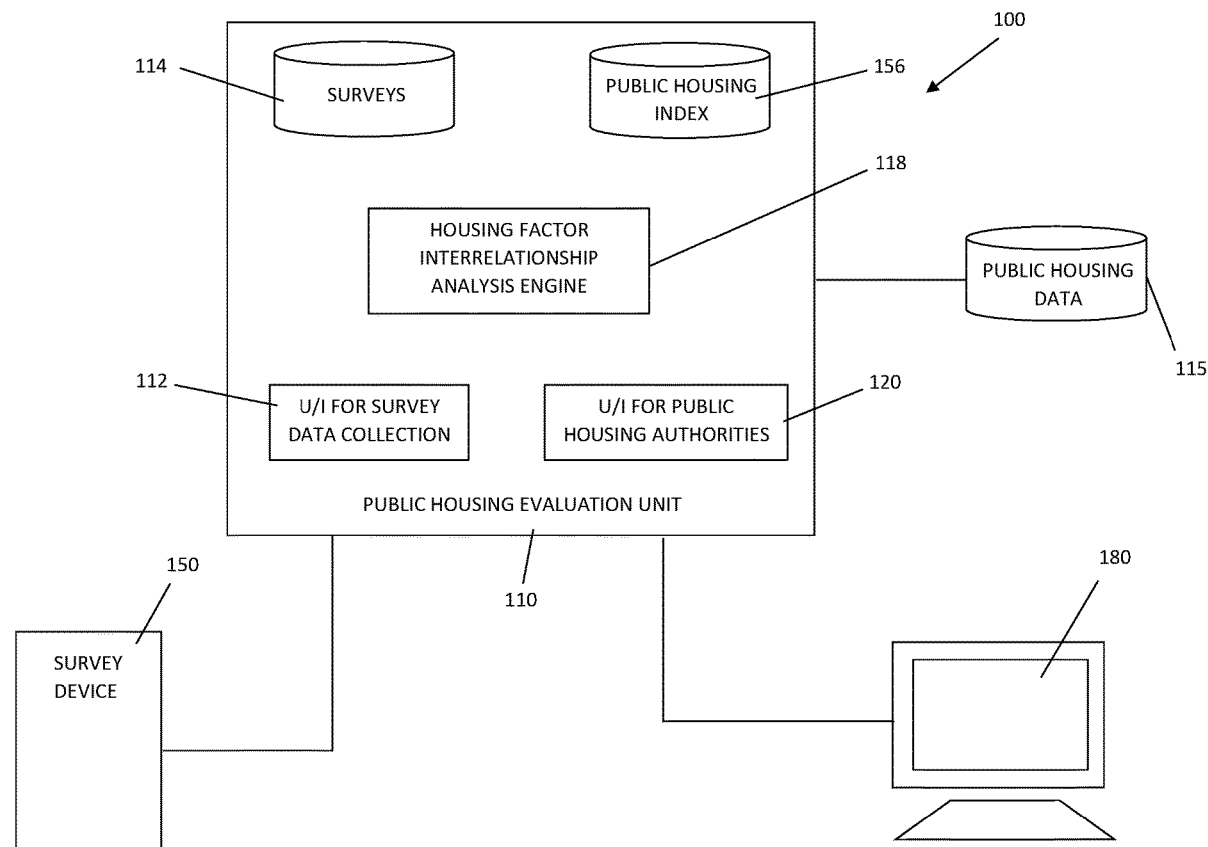 100
114
SURVEYS
PUBLIC HOUSING
INDEX
156
118
HOUSING FACTOR
INTERRELATIONSHIP
ANALYSIS ENGINE
PUBLIC HOUSING
DATA
115
112
U/I FOR SURVEY
DATA COLLECTION
U/I FOR PUBLIC
HOUSING AUTHORITIES
120
PUBLIC HOUSING EVALUATION UNIT
110
150
SURVEY
DEVICE
180